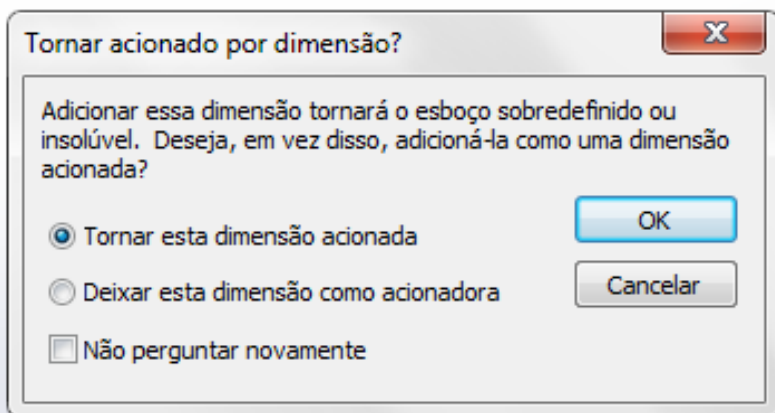 Tornar acionado por dimensão?
Adicionar essa dimensão tornará o esboço sobredefinido ou
insolúvel. Deseja, em vez disso, adicioná-la como uma dimensão
acionada?
OK
Tornar esta dimensão acionada
Cancelar
Deixar esta dimensão como acionadora
Não perguntar novamente